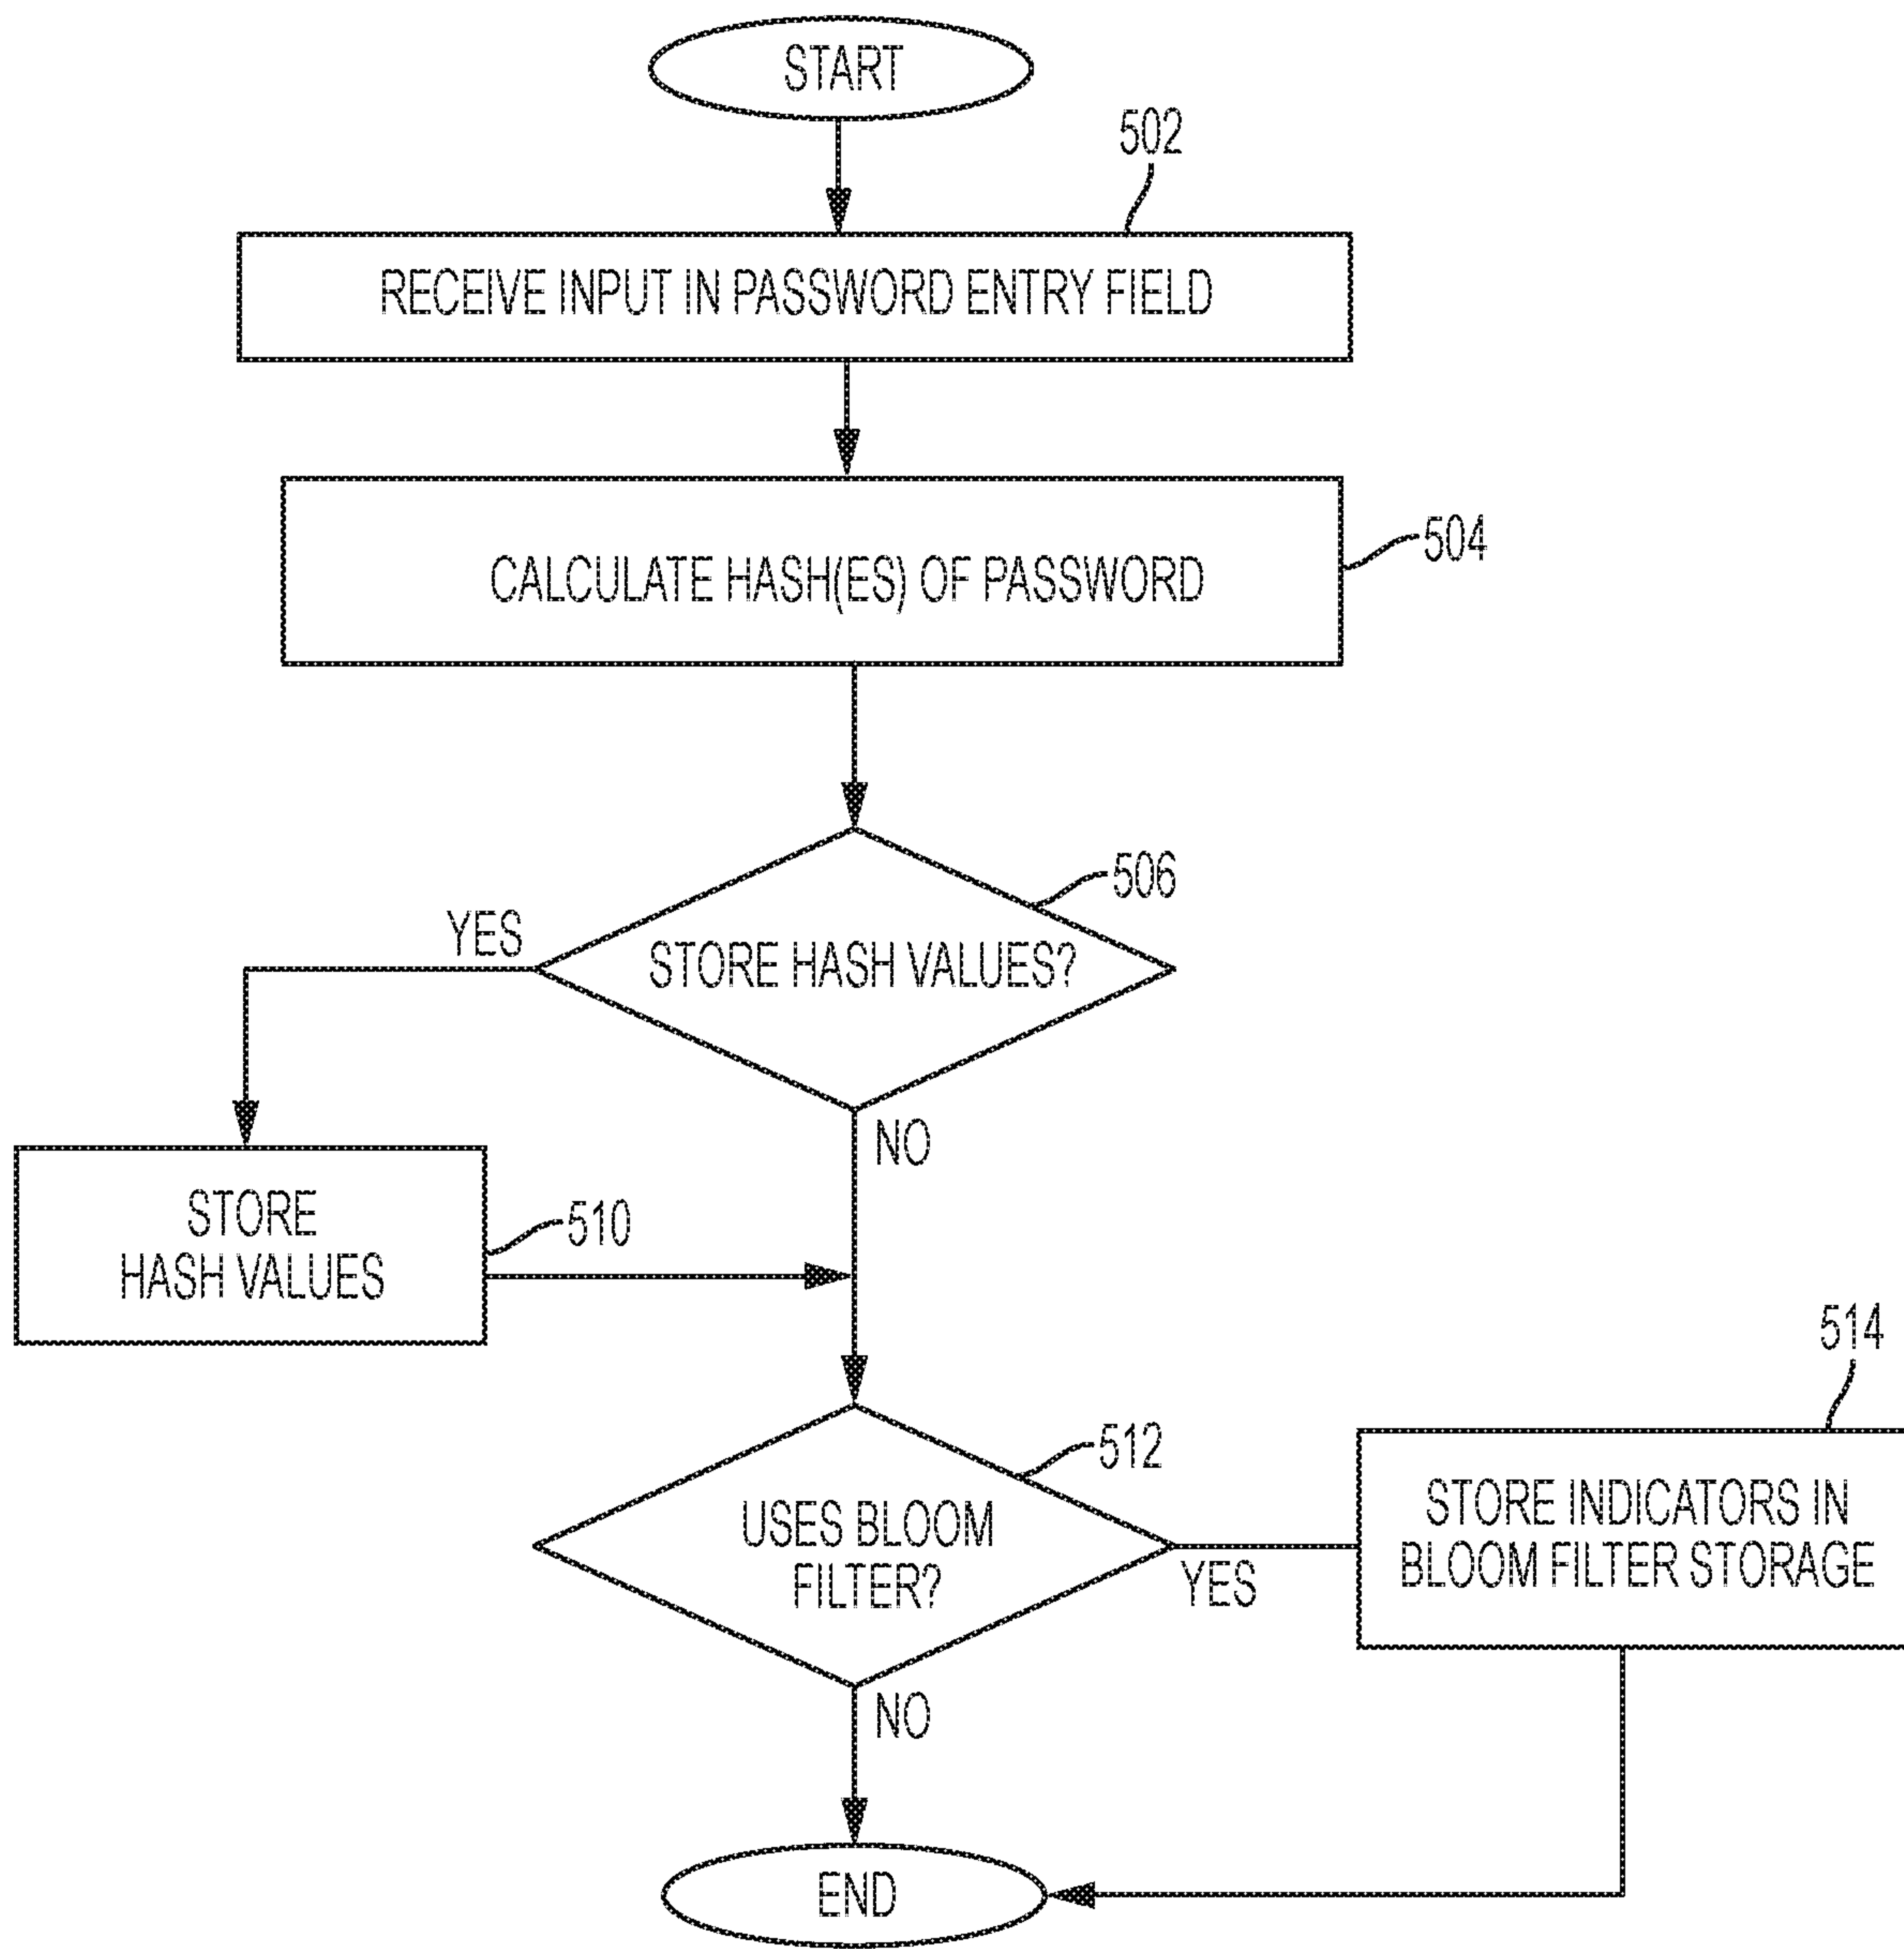 START
502
RECEIVE INPUT IN PASSWORD ENTRY FIELD
504
CALCULATE HASH(ES) OF PASSWORD
506
YES
STORE HASH VALUES?
NO
STORE
HASH VALUES
510
514
512
USES BLOOM
FILTER?
YES
STORE INDICATORS IN
BLOOM FILTER STORAGE
NO
END